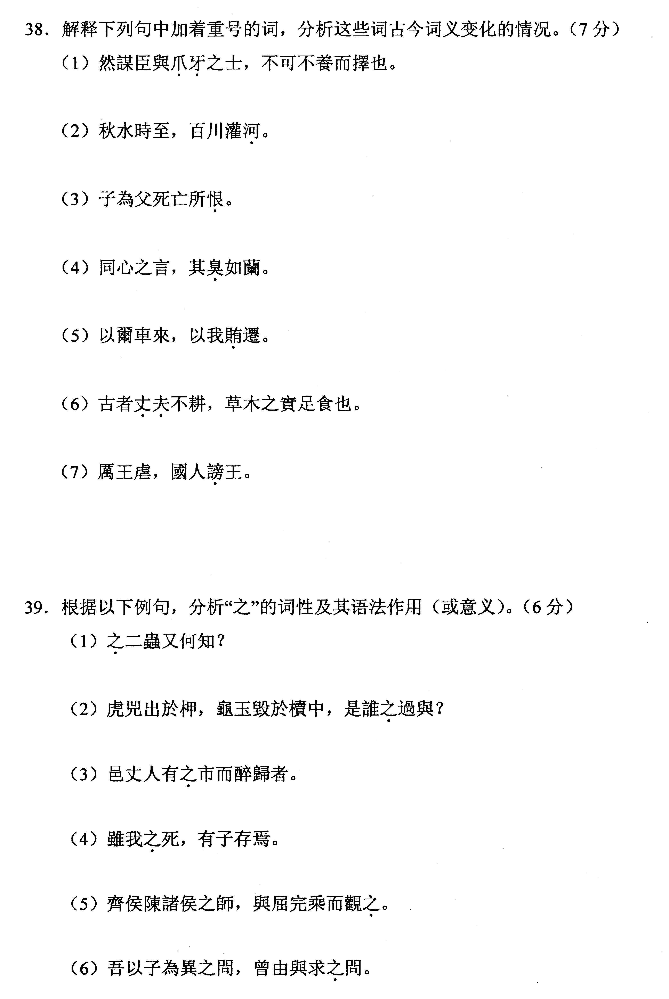 38. 解释下列句中加着重号的词，分析这些词古今词义变化的情况。（7 分）
（1）然謀臣與爪牙之士，不可不養而擇也。
（2）秋水時至，百川灌河。
（3）子為父死亡所恨。
（4）同心之言，其臭如蘭。
（5）以爾車來，以我賄遷。
（6）古者丈夫不耕，草木之實足食也。
（7）厲王虐，國人謗王。
39. 根据以下例句，分析“之”的词性及其语法作用（或意义）。（6 分）
（1）之二蟲又何知？
（2）虎兕出於柙，龜玉毀於櫝中，是誰之過與？
（3）邑丈人有之市而醉歸者。
（4）雖我之死，有子存焉。
（5）齊侯陳諸侯之師，與屈完乘而觀之。
（6）吾以子為異之問，曾由與求之問。